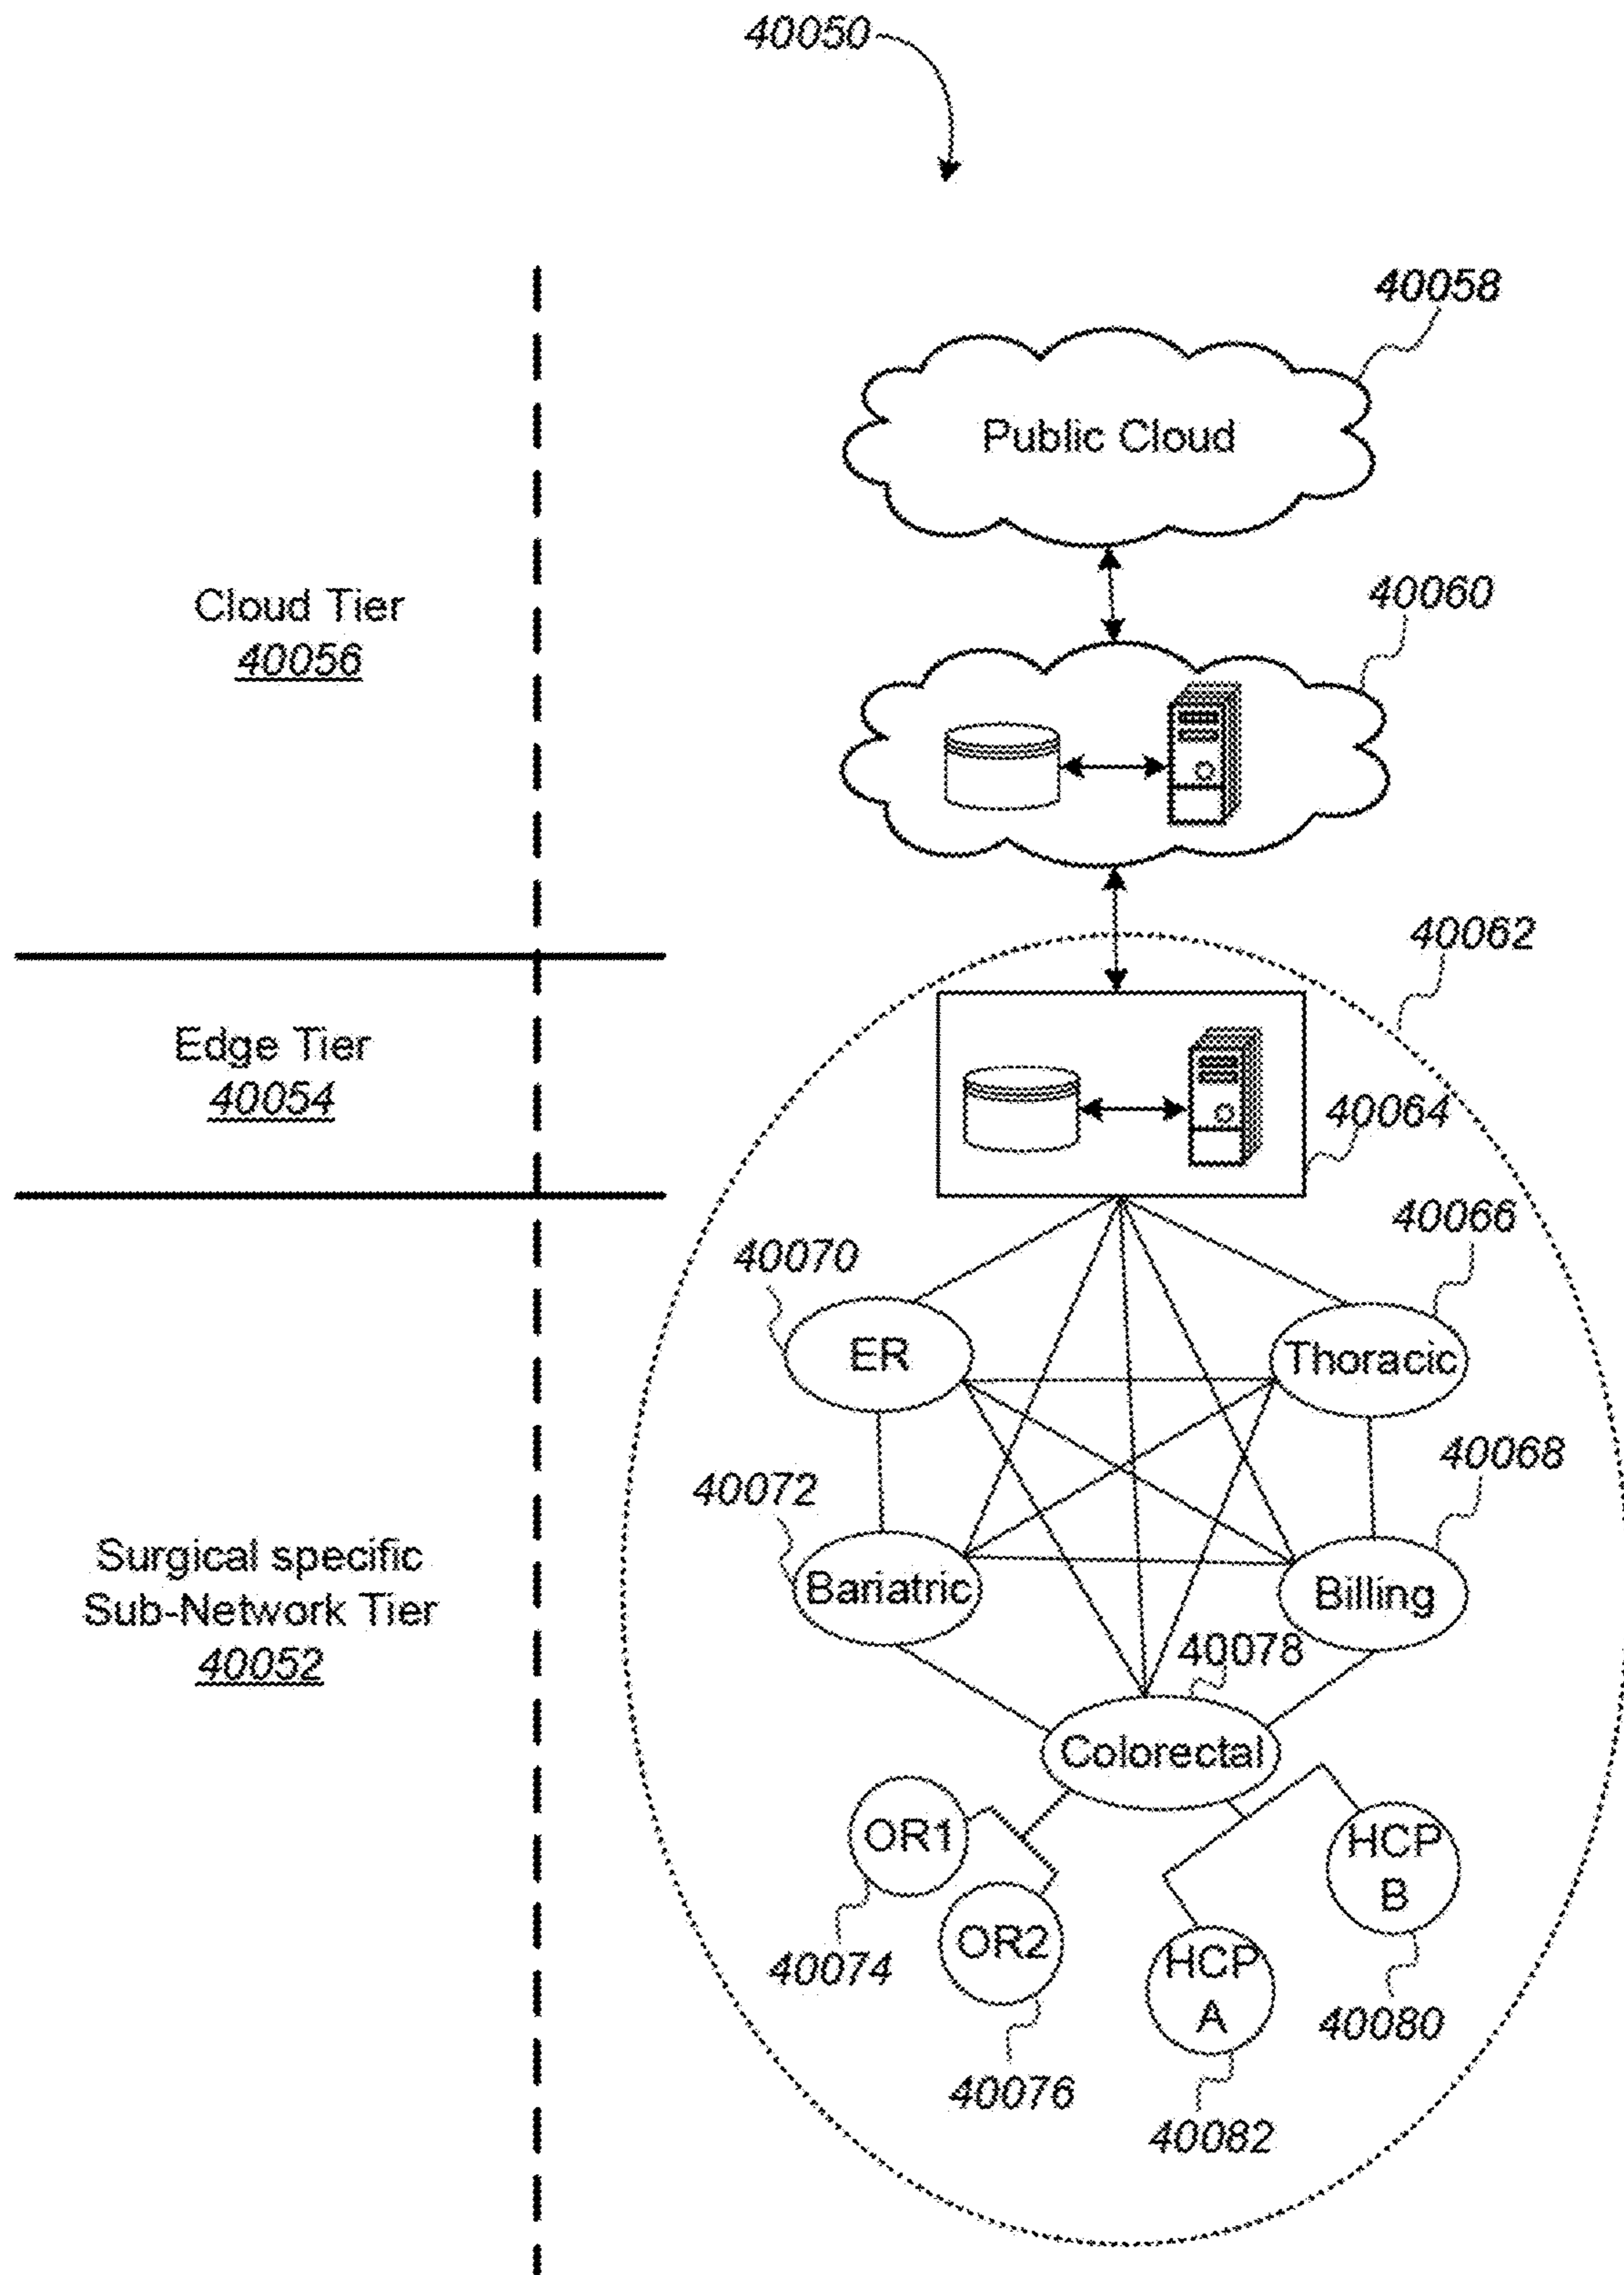 40050
40058
Public Cloud
Cloud Tier
40056
40060
40062
Edge Tier
40054
40064
40066
40070
ER
Thoracic
40068
40072
Surgical specific
Sub-Network Tier
40052
Bariatric
Billing
40078
Colorectal
OR1
HCP
B
OR2
40074
HCP
A
40080
40076
40082